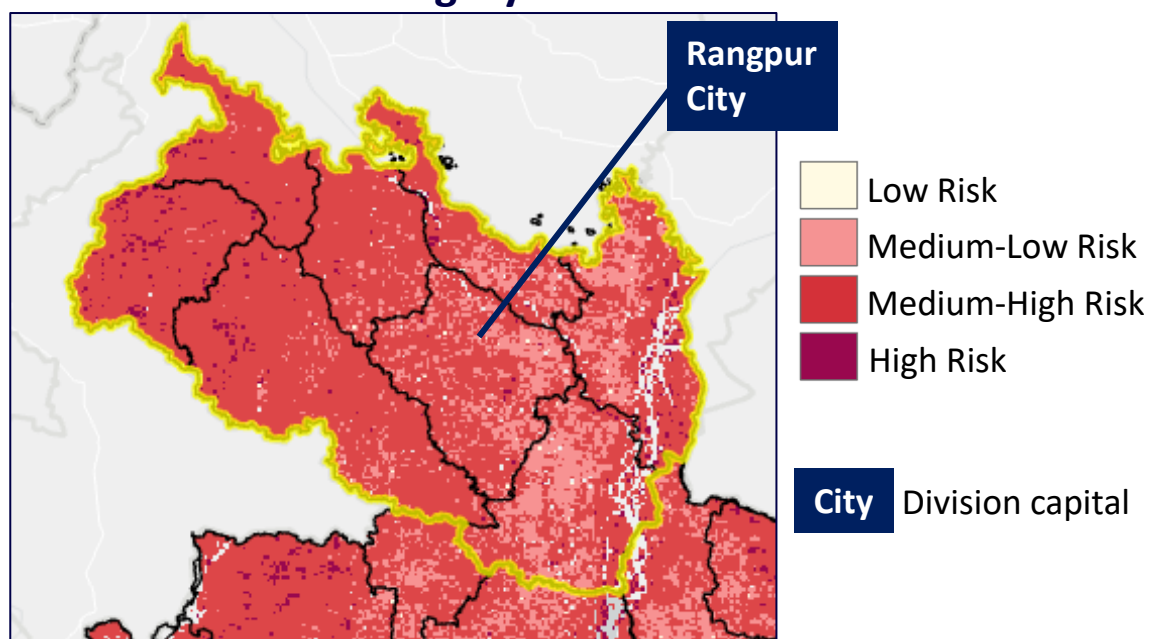 Rangpur
City
Low Risk
Medium-Low Risk
Medium-High Risk
High Risk
City Division capital